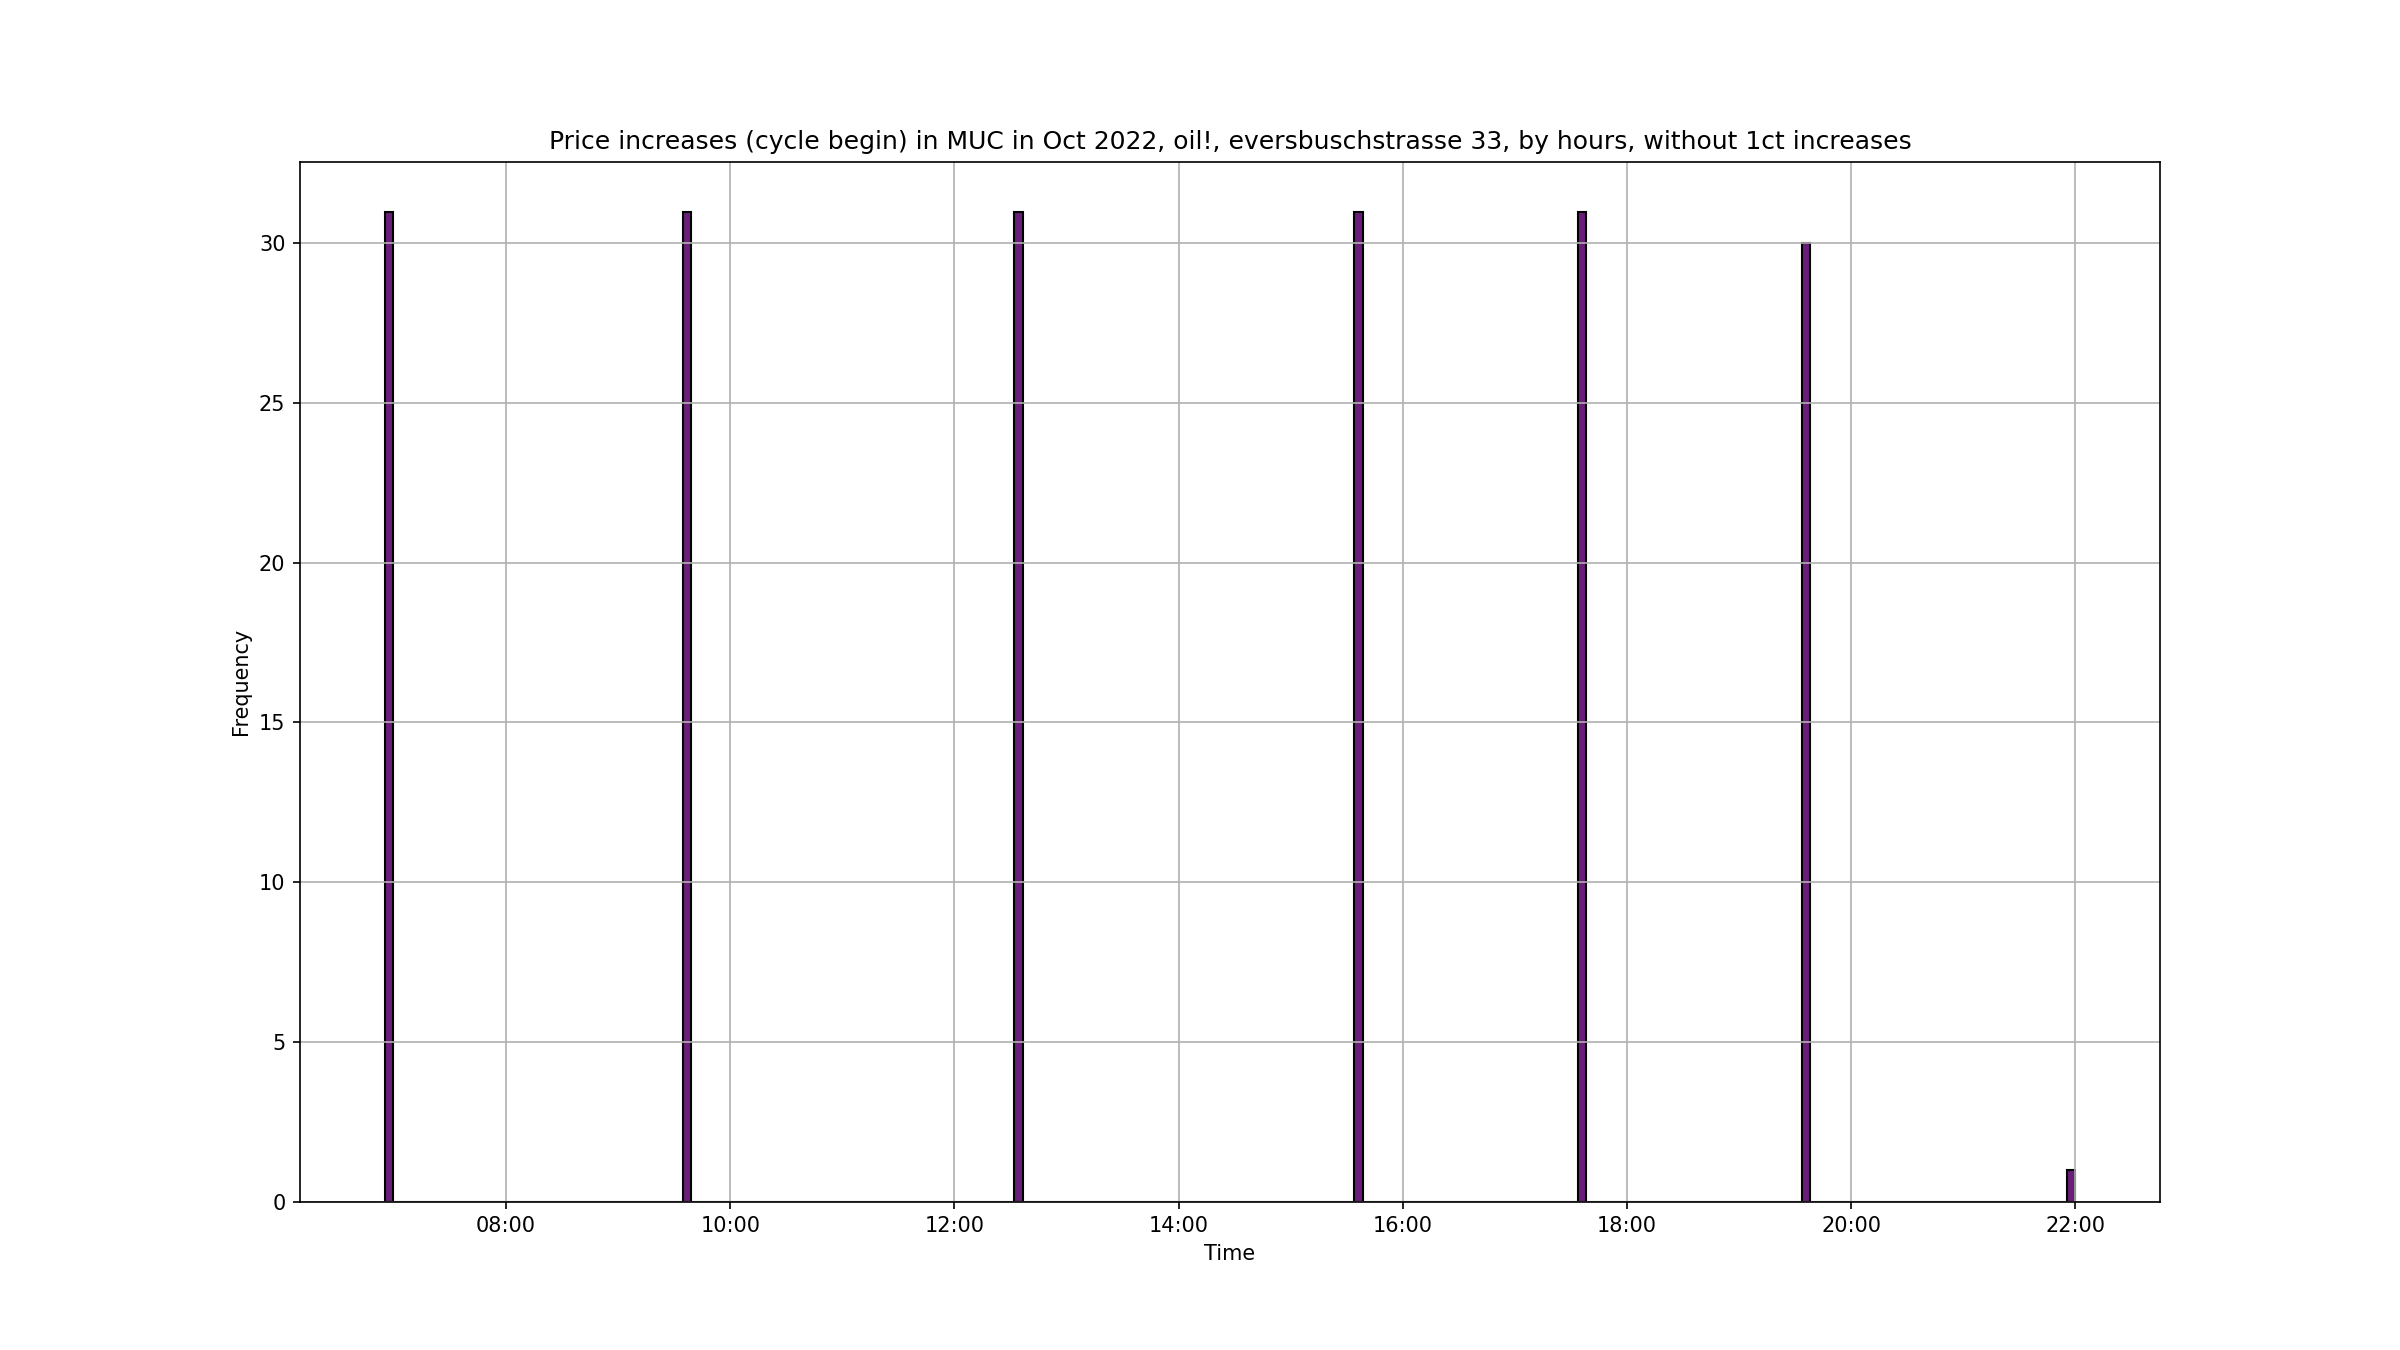 Price increases (cycle begin) in MUC in Oct 2022, oil!, eversbuschstrasse 33, by hours, without 1ct increases
30
25
20
15
10
5
0
Frequency
08:00 10:00 12:00 14:00 16:00 18:00 20:00 22:00
Time